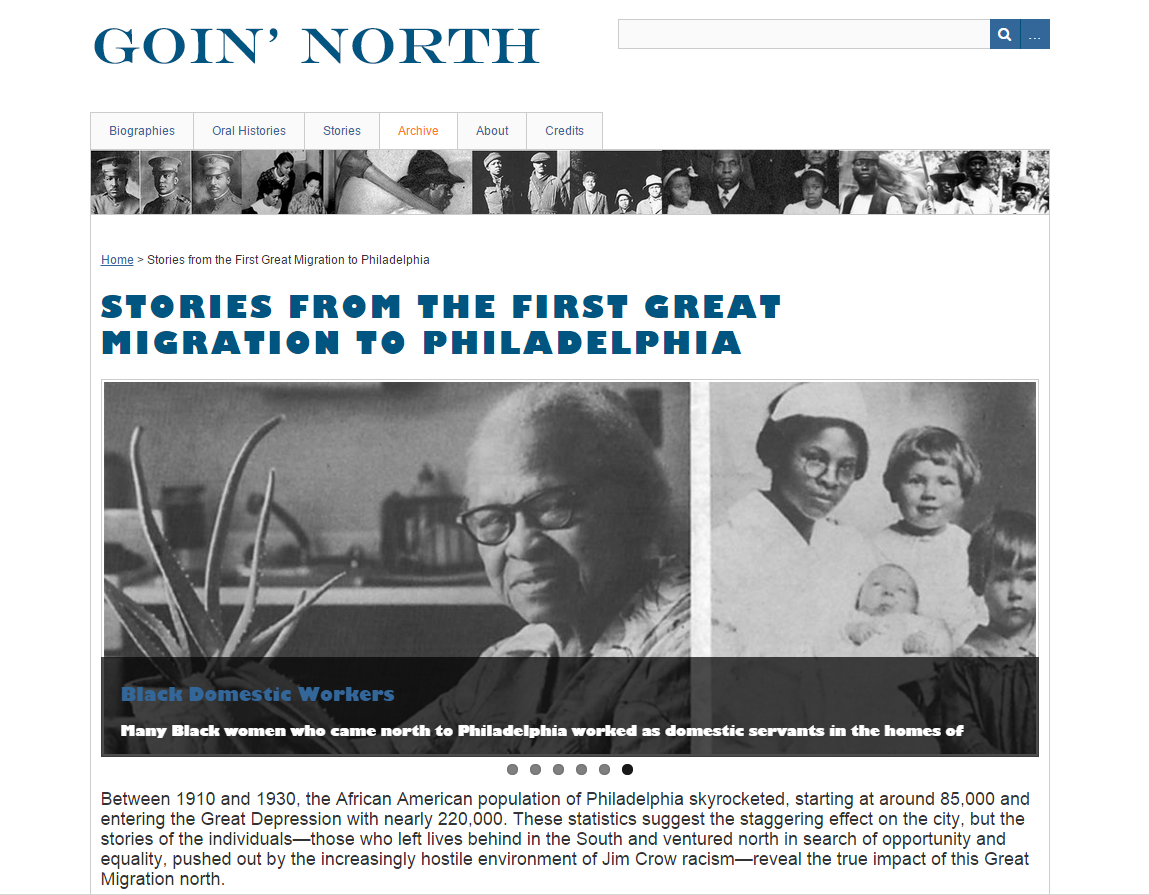 GOIN' NORTH
...
Biographies Oral Histories Stories Archive About Credits
Home > Stories from the First Great Migration to Philadelphia
STORIES FROM THE FIRST GREAT
MIGRATION TO PHILADELPHIA
Black Domestic Workers
Many Black women who came north to Philadelphia worked as domestic servants in the homes of
Between 1910 and 1930, the African American population of Philadelphia skyrocketed, starting at around 85,000 and
entering the Great Depression with nearly 220,000. These statistics suggest the staggering effect on the city, but the
stories of the individuals—those who left lives behind in the South and ventured north in search of opportunity and
equality, pushed out by the increasingly hostile environment of Jim Crow racism—reveal the true impact of this Great
Migration north.